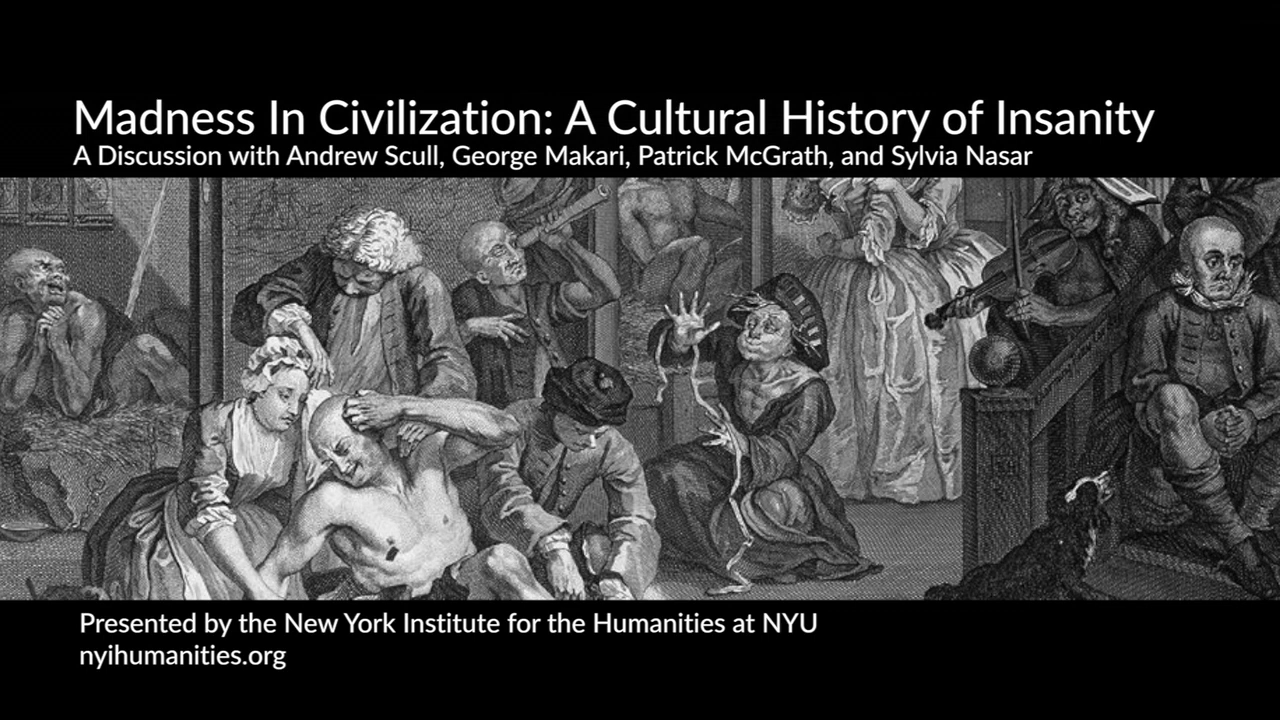 Madness In Civilization: A Cultural History of Insanity
A Discussion with Andrew Scull, George Makari, Patrick McGrath, and Sylvia Nasar
Presented by the New York Institute for the Humanities at NYU
nyihumanities.org